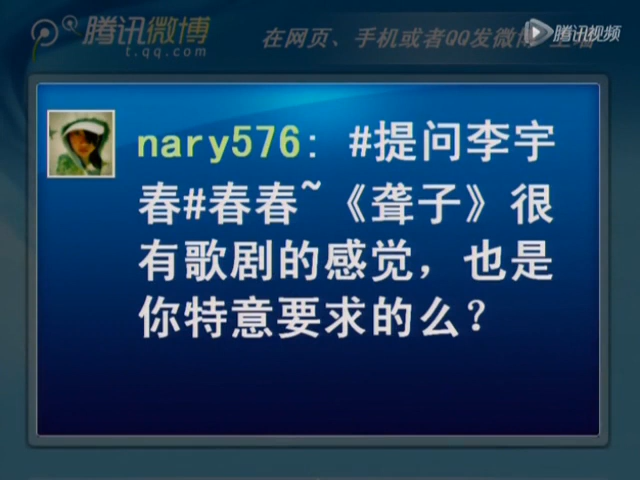 腾讯微博
t.qq.com
在网页、手机或者QQ发微博
腾讯视频
nary576: #提问李宇
春#春春~《聋子》很
有歌剧的感觉，也是
你特意要求的么？